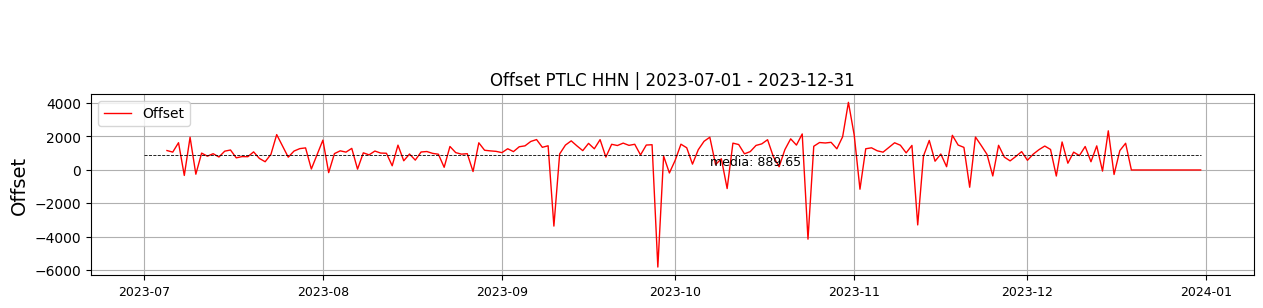 Offset PTLC HHN | 2023-07-01 - 2023-12-31
Offset
Offset
4000
2000
0
−2000
−4000
−6000
media: 889.65
2023-07 2023-08 2023-09 2023-10 2023-11 2023-12 2024-01